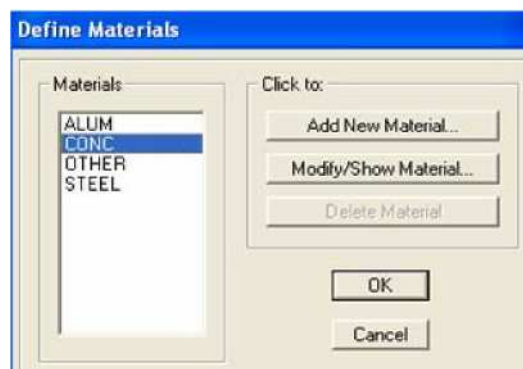 Define Materials
Materials
ALUM
CONC
OTHER
STEEL
Click to:
Add New Material...
Modify/Show Material...
Delete Material
OK
Cancel